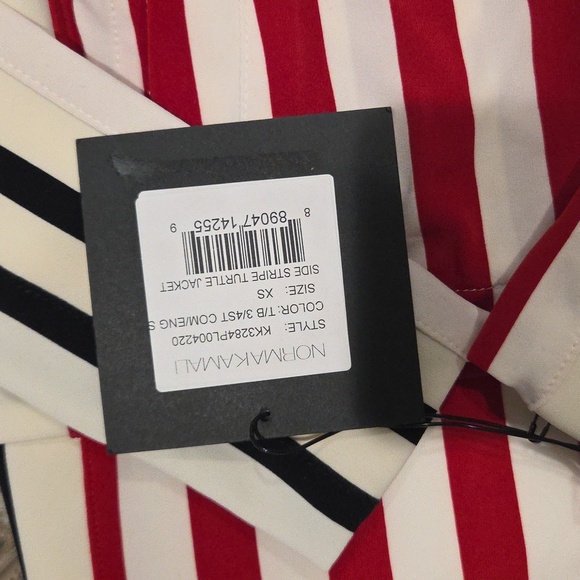 NORMAKAMALI
STYLE: KK3284PL004220
COLOR: T/B 3/4ST COM/ENG S
SIZE: XS
SIDE STRIPE TURTLE JACKET
8 89047 14255 9